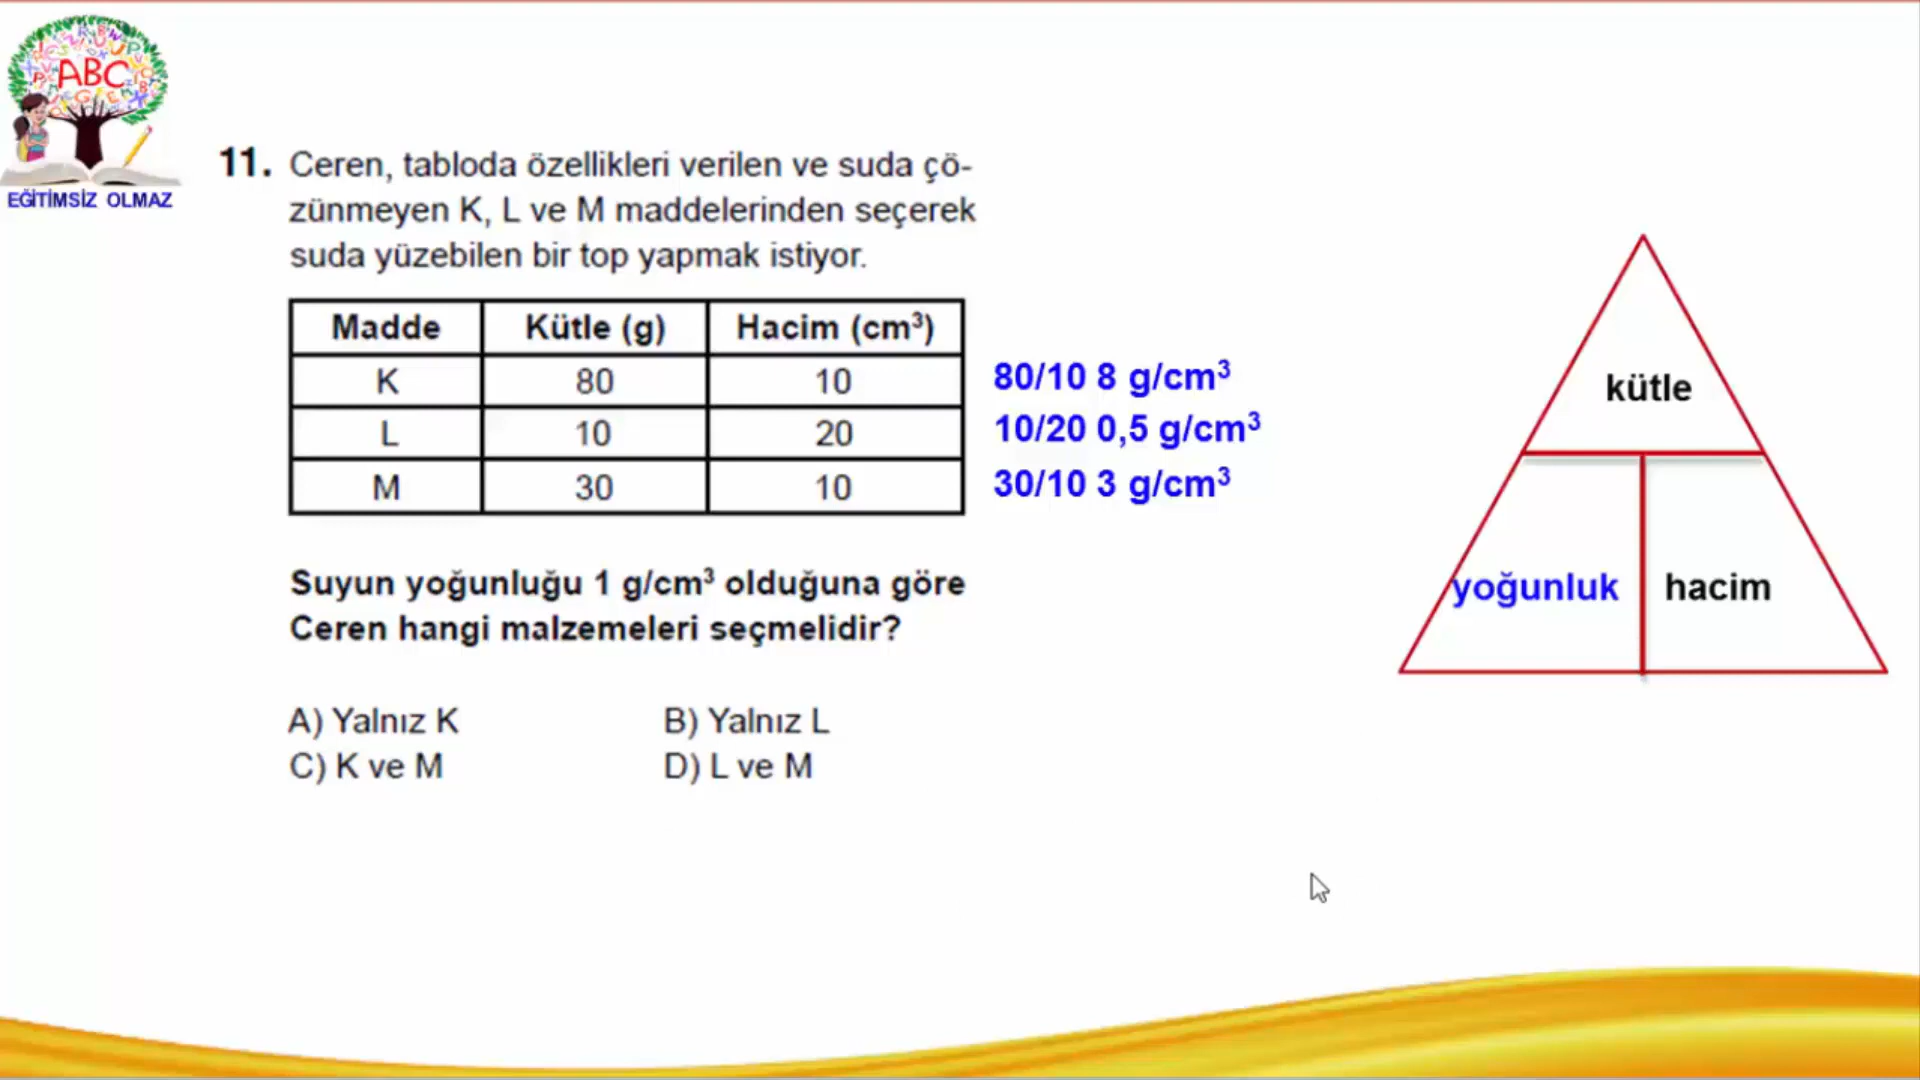 ABC
EĞİTİMSİZ OLMAZ
11. Ceren, tabloda özellikleri verilen ve suda çö-
zünmeyen K, L ve M maddelerinden seçerek
suda yüzebilen bir top yapmak istiyor.
Madde Kütle (g) Hacim (cm³)
K 80 10 80/10 8 g/cm³
L 10 20 10/20 0,5 g/cm³
M 30 10 30/10 3 g/cm³
Suyun yoğunluğu 1 g/cm³ olduğuna göre
Ceren hangi malzemeleri seçmelidir?
A) Yalnız K B) Yalnız L
C) K ve M D) L ve M
kütle
yoğunluk hacim